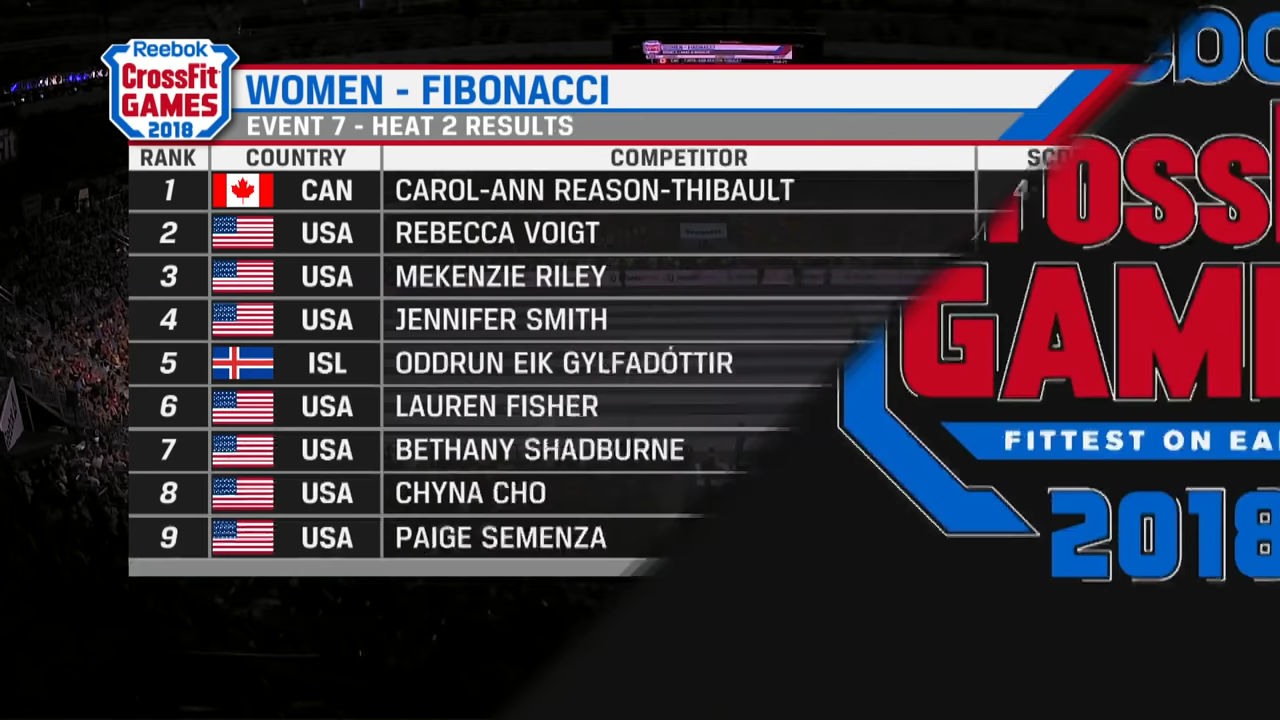 Reebok
CrossFit
GAMES
2018
WOMEN - FIBONACCI
EVENT 7 - HEAT 2 RESULTS
RANK COUNTRY COMPETITOR
1 CAN CAROL-ANN REASON-THIBAULT 4
2 USA REBECCA VOIGT
3 USA MEKENZIE RILEY
4 USA JENNIFER SMITH
5 ISL ODDRUN EIK GYLFADÓTTIR
6 USA LAUREN FISHER
7 USA BETHANY SHADBURNE
8 USA CHYNA CHO
9 USA PAIGE SEMENZA
GAM
FITTEST ON EA
2018